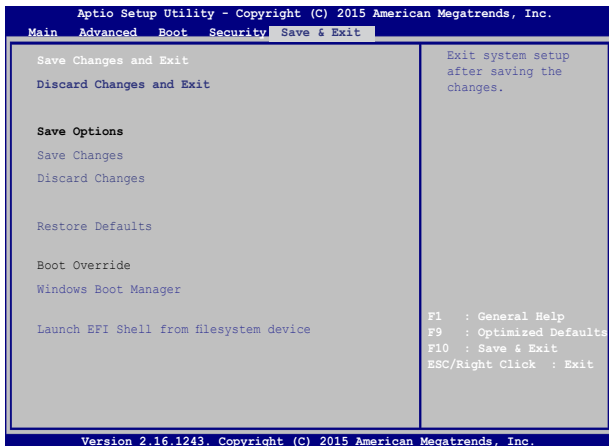 Aptio Setup Utility - Copyright (C) 2015 American Megatrends, Inc.
Main Advanced Boot Security Save & Exit
Save Changes and Exit
Discard Changes and Exit
Save Options
Save Changes
Discard Changes
Restore Defaults
Boot Override
Windows Boot Manager
Launch EFI Shell from filesystem device
Exit system setup
after saving the
changes.
F1 : General Help
F9 : Optimized Defaults
F10 : Save & Exit
ESC/Right Click : Exit
Version 2.16.1243. Copyright (C) 2015 American Megatrends, Inc.